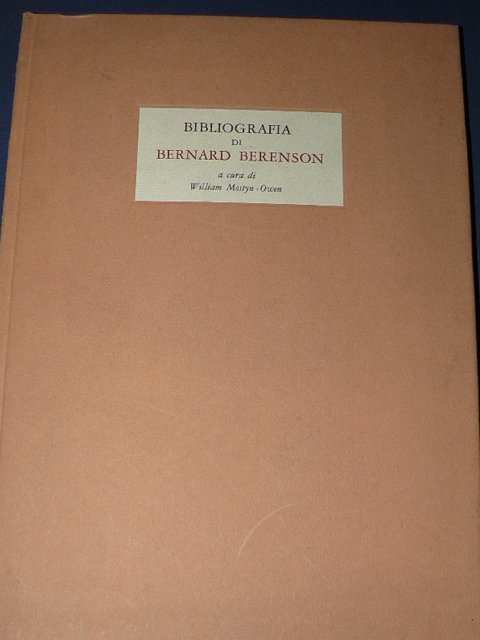 BIBLIOGRAFIA
DI
BERNARD BERENSON
a cura di
William Mostyn-Owen